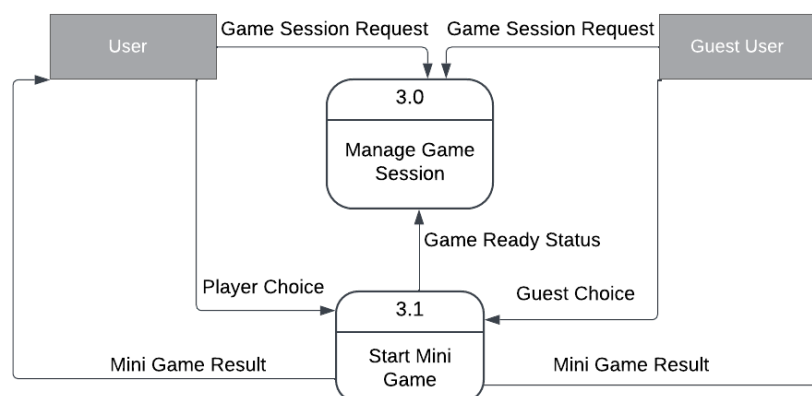 User
Game Session Request
Game Session Request
Guest User
3.0
Manage Game
Session
Game Ready Status
Player Choice
3.1
Guest Choice
Mini Game Result
Start Mini
Game
Mini Game Result